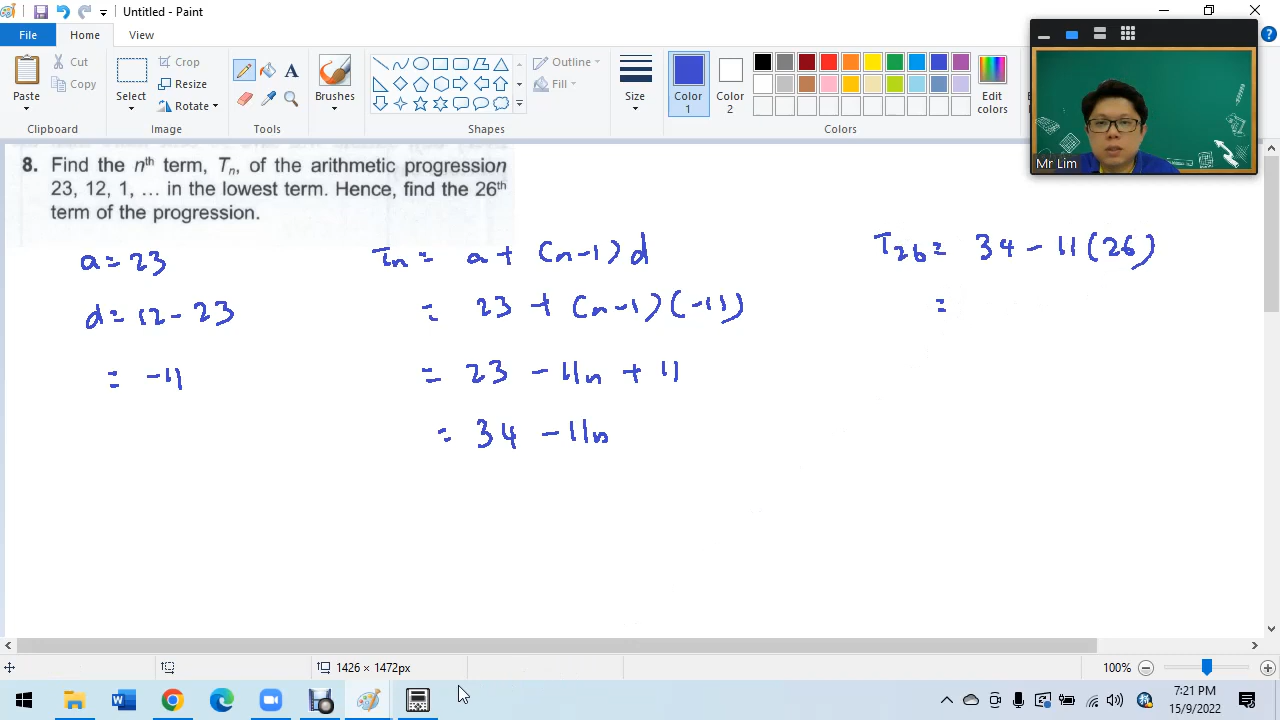 Untitled - Paint
File Home View
Paste Cut Copy
Clipboard
Select Crop Resize Rotate
Image
Tools
Brushes
Outline Fill
Shapes
Size
Color 1 Color 2
Edit colors
Colors
Mr Lim
8. Find the nth term, Tn, of the arithmetic progression
23, 12, 1, … in the lowest term. Hence, find the 26th
term of the progression.
a = 23
d = 12 - 23
= -11
Tn = a + (n-1) d
= 23 + (n-1)(-11)
= 23 - 11n + 11
= 34 - 11n
T26 = 34 - 11(26)
=
1426 × 1472px
100%
7:21 PM
15/9/2022